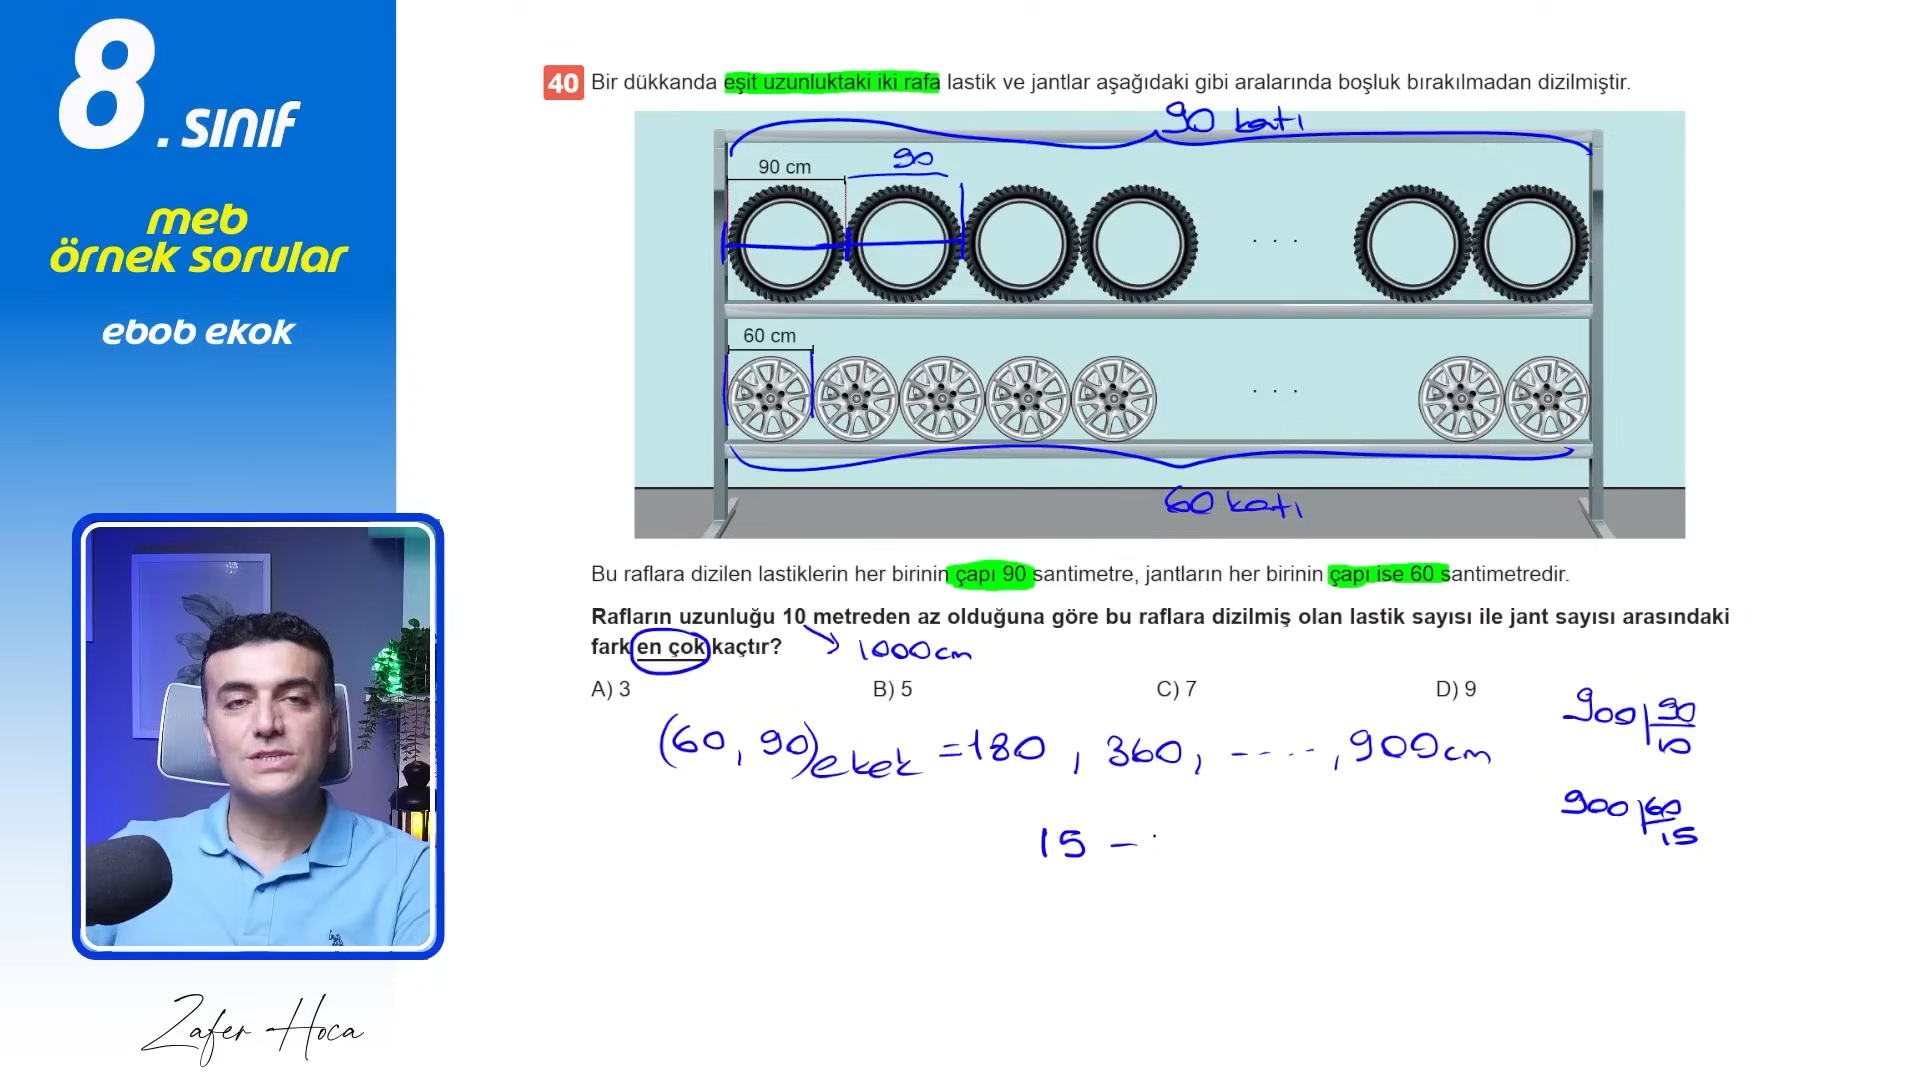 8. SINIF
meb
örnek sorular
ebob ekok
Zafer Hoca
40 Bir dükkanda eşit uzunluktaki iki rafa lastik ve jantlar aşağıdaki gibi aralarında boşluk bırakılmadan dizilmiştir.
90 katı
90 cm
90
. . .
60 cm
. . .
60 katı
Bu raflara dizilen lastiklerin her birinin çapı 90 santimetre, jantların her birinin çapı ise 60 santimetredir.
Rafların uzunluğu 10 metreden az olduğuna göre bu raflara dizilmiş olan lastik sayısı ile jant sayısı arasındaki
fark en çok kaçtır?
1000cm
A) 3 B) 5 C) 7 D) 9
(60, 90)ekek =180, 360, -----, 900cm
900 | 90
10
900 | 60
15
15 -